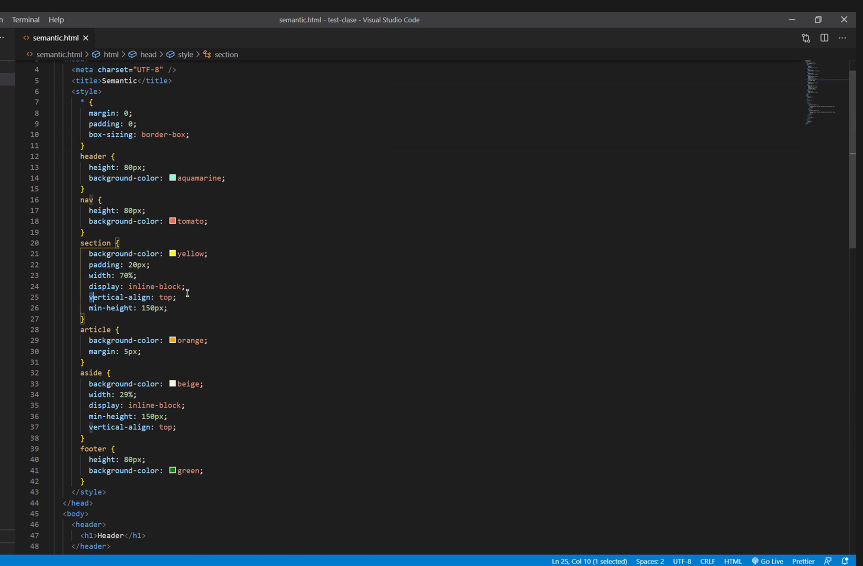 Terminal Help semantic.html - test-clase - Visual Studio Code
semantic.html
semantic.html > html > head > style > section
4 <meta charset="UTF-8" />
5 <title>Semantic</title>
6 <style>
7 * {
8 margin: 0;
9 padding: 0;
10 box-sizing: border-box;
11 }
12 header {
13 height: 80px;
14 background-color: aquamarine;
15 }
16 nav {
17 height: 80px;
18 background-color: tomato;
19 }
20 section {
21 background-color: yellow;
22 padding: 20px;
23 width: 70%;
24 display: inline-block;
25 vertical-align: top;
26 min-height: 150px;
27 }
28 article {
29 background-color: orange;
30 margin: 5px;
31 }
32 aside {
33 background-color: beige;
34 width: 29%;
35 display: inline-block;
36 min-height: 150px;
37 vertical-align: top;
38 }
39 footer {
40 height: 80px;
41 background-color: green;
42 }
43 </style>
44 </head>
45 <body>
46 <header>
47 <h1>Header</h1>
48 </header>
Ln 25, Col 10 (1 selected) Spaces: 2 UTF-8 CRLF HTML Go Live Prettier